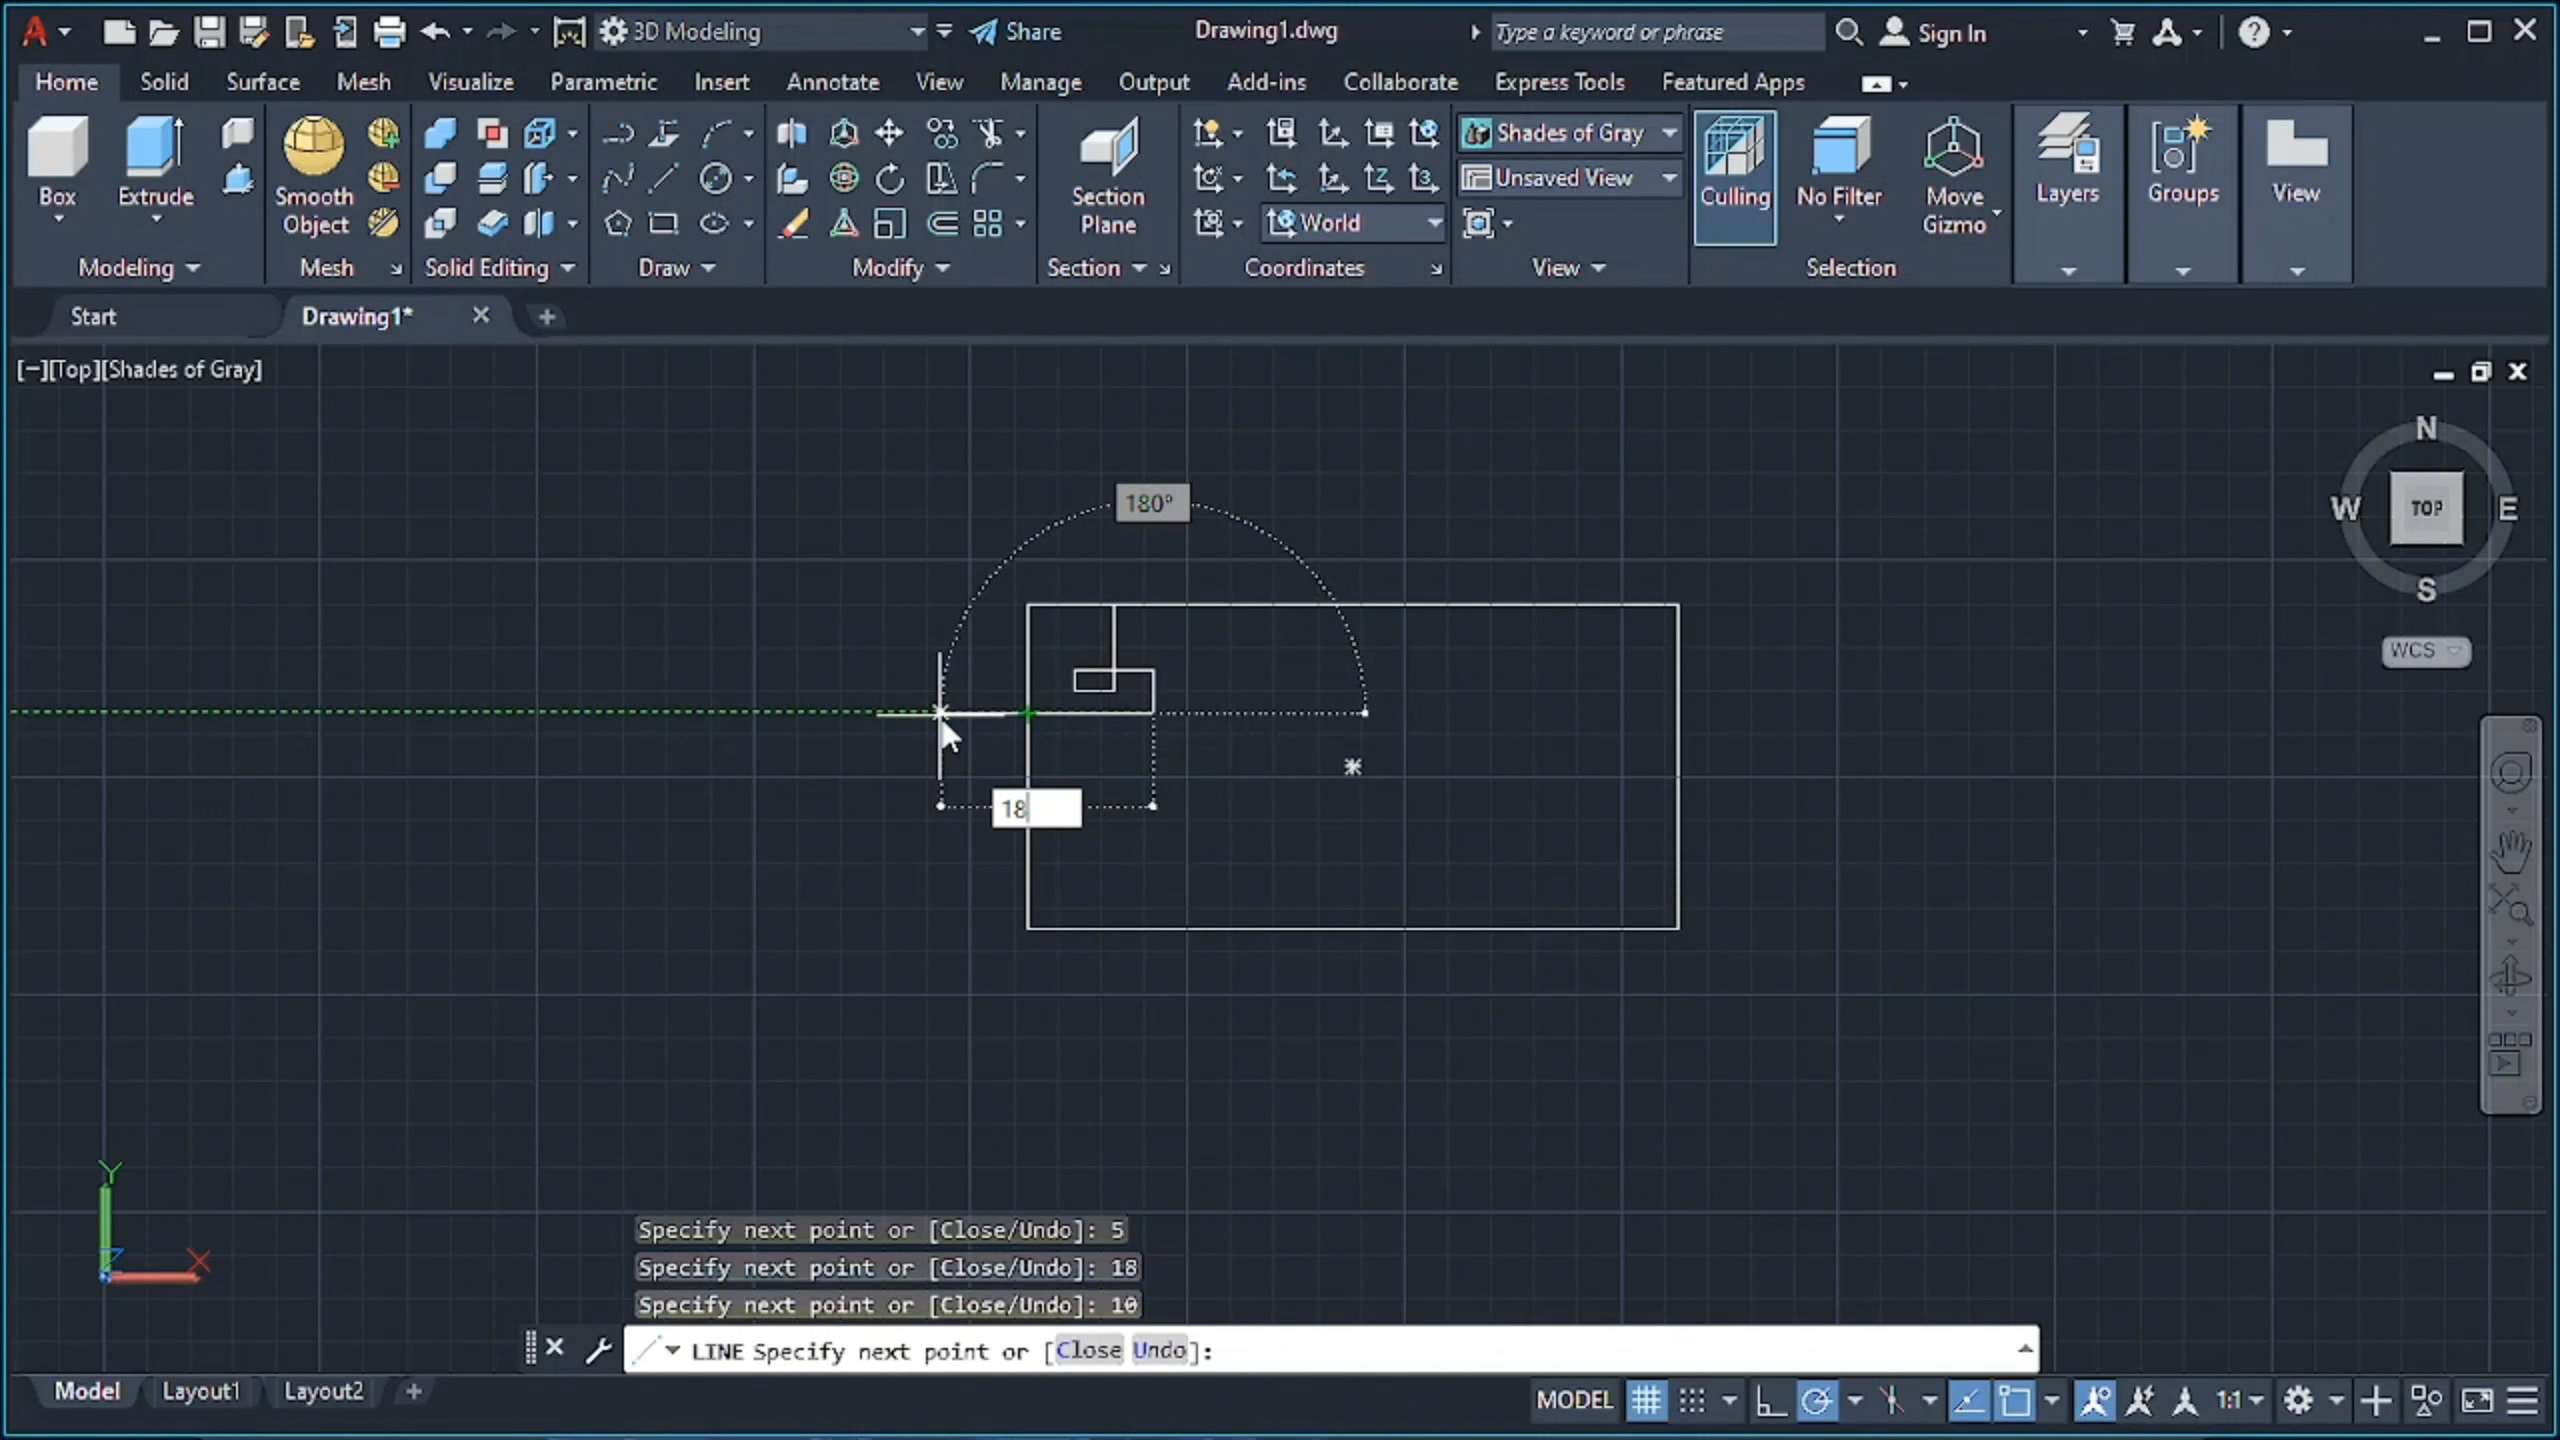 3D Modeling
Share
Drawing1.dwg
Type a keyword or phrase
Sign In
Home Solid Surface Mesh Visualize Parametric Insert Annotate View Manage Output Add-ins Collaborate Express Tools Featured Apps
Box
Extrude
Smooth Object
Section Plane
Shades of Gray
Unsaved View
World
Culling
No Filter
Move Gizmo
Layers
Groups
View
Modeling
Mesh
Solid Editing
Draw
Modify
Section
Coordinates
View
Selection
Start
Drawing1*
[−][Top][Shades of Gray]
N
W
TOP
E
S
WCS
180°
18
Y
Z
X
Specify next point or [Close/Undo]: 5
Specify next point or [Close/Undo]: 18
Specify next point or [Close/Undo]: 10
LINE Specify next point or [Close Undo]:
Model Layout1 Layout2
MODEL
1:1